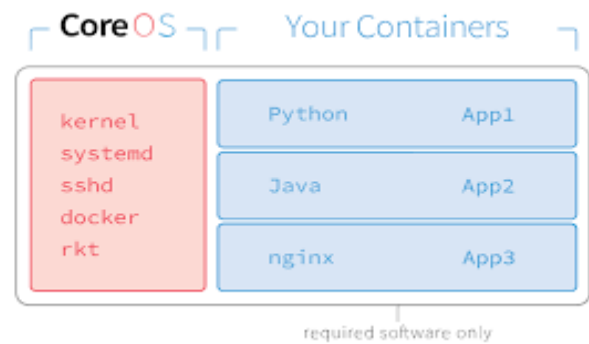 CoreOS
Your Containers
kernel
systemd
sshd
docker
rkt
Python App1
Java App2
nginx App3
required software only